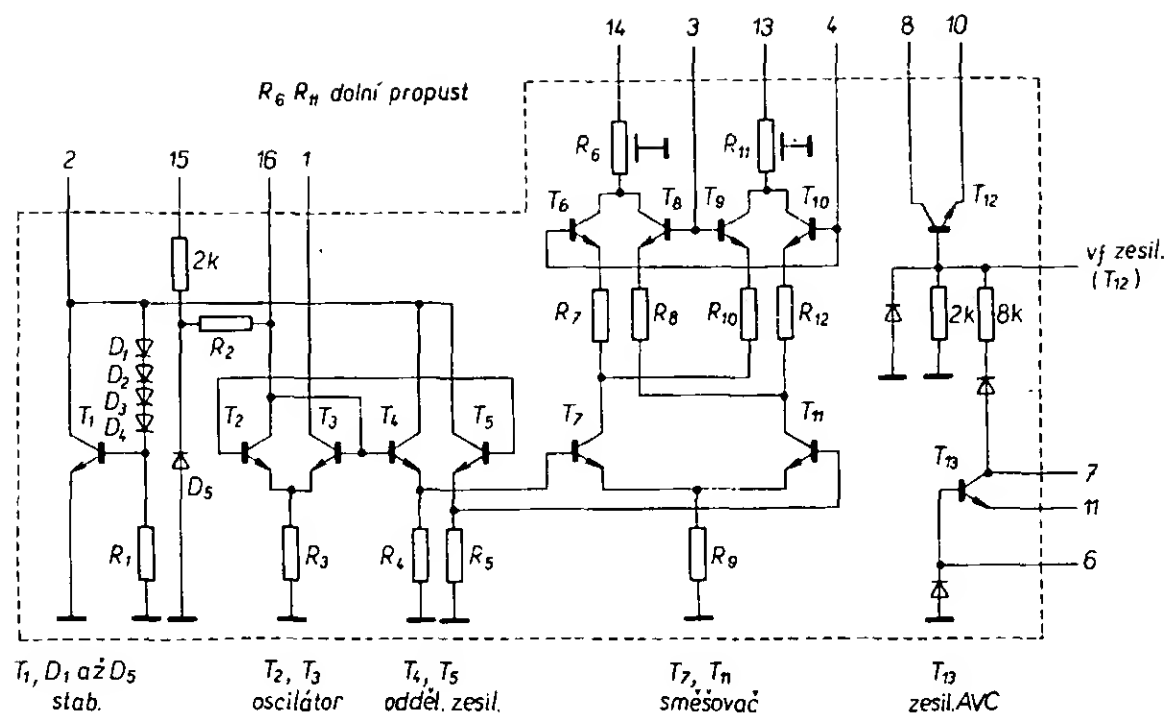 14 13 3 4 8 10
R6 R11 dolní propust
2 15 16 1
R6 R11
T6 T8 T9 T10 T12
2k
vf zesil.
(T12)
R2
R7 R8 R10 R12 2k 8k
D1
D2
D3
D4
T1 T2 T3 T4 T5 T7 T11
D5
T13
7
11
6
R1 R3 R4 R5 R9
T1, D1 až D5
stab.
T2, T3
oscilátor
T4, T5
odděl. zesil.
T7, T11
směšovač
T13
zesil. AVC